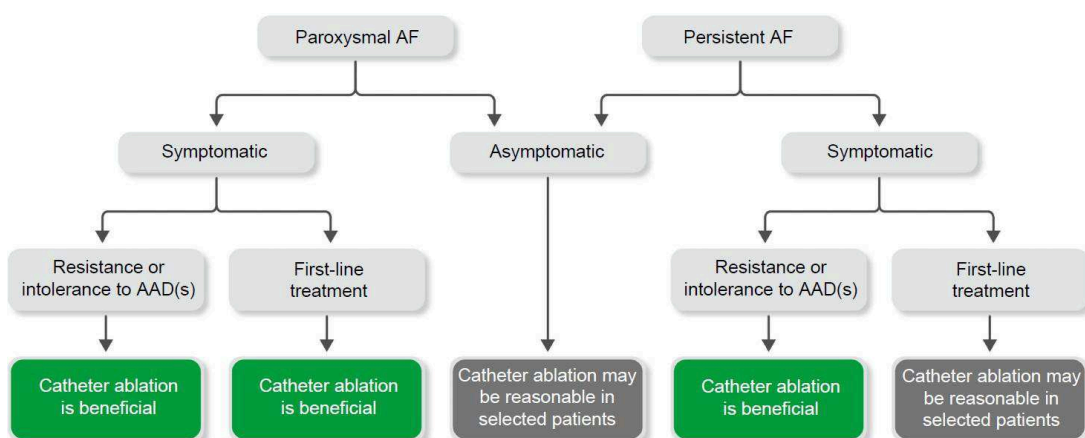 Paroxysmal AF
Persistent AF
Symptomatic
Asymptomatic
Symptomatic
Resistance or
intolerance to AAD(s)
First-line
treatment
Resistance or
intolerance to AAD(s)
First-line
treatment
Catheter ablation
is beneficial
Catheter ablation
is beneficial
Catheter ablation may
be reasonable in
selected patients
Catheter ablation
is beneficial
Catheter ablation may
be reasonable in
selected patients